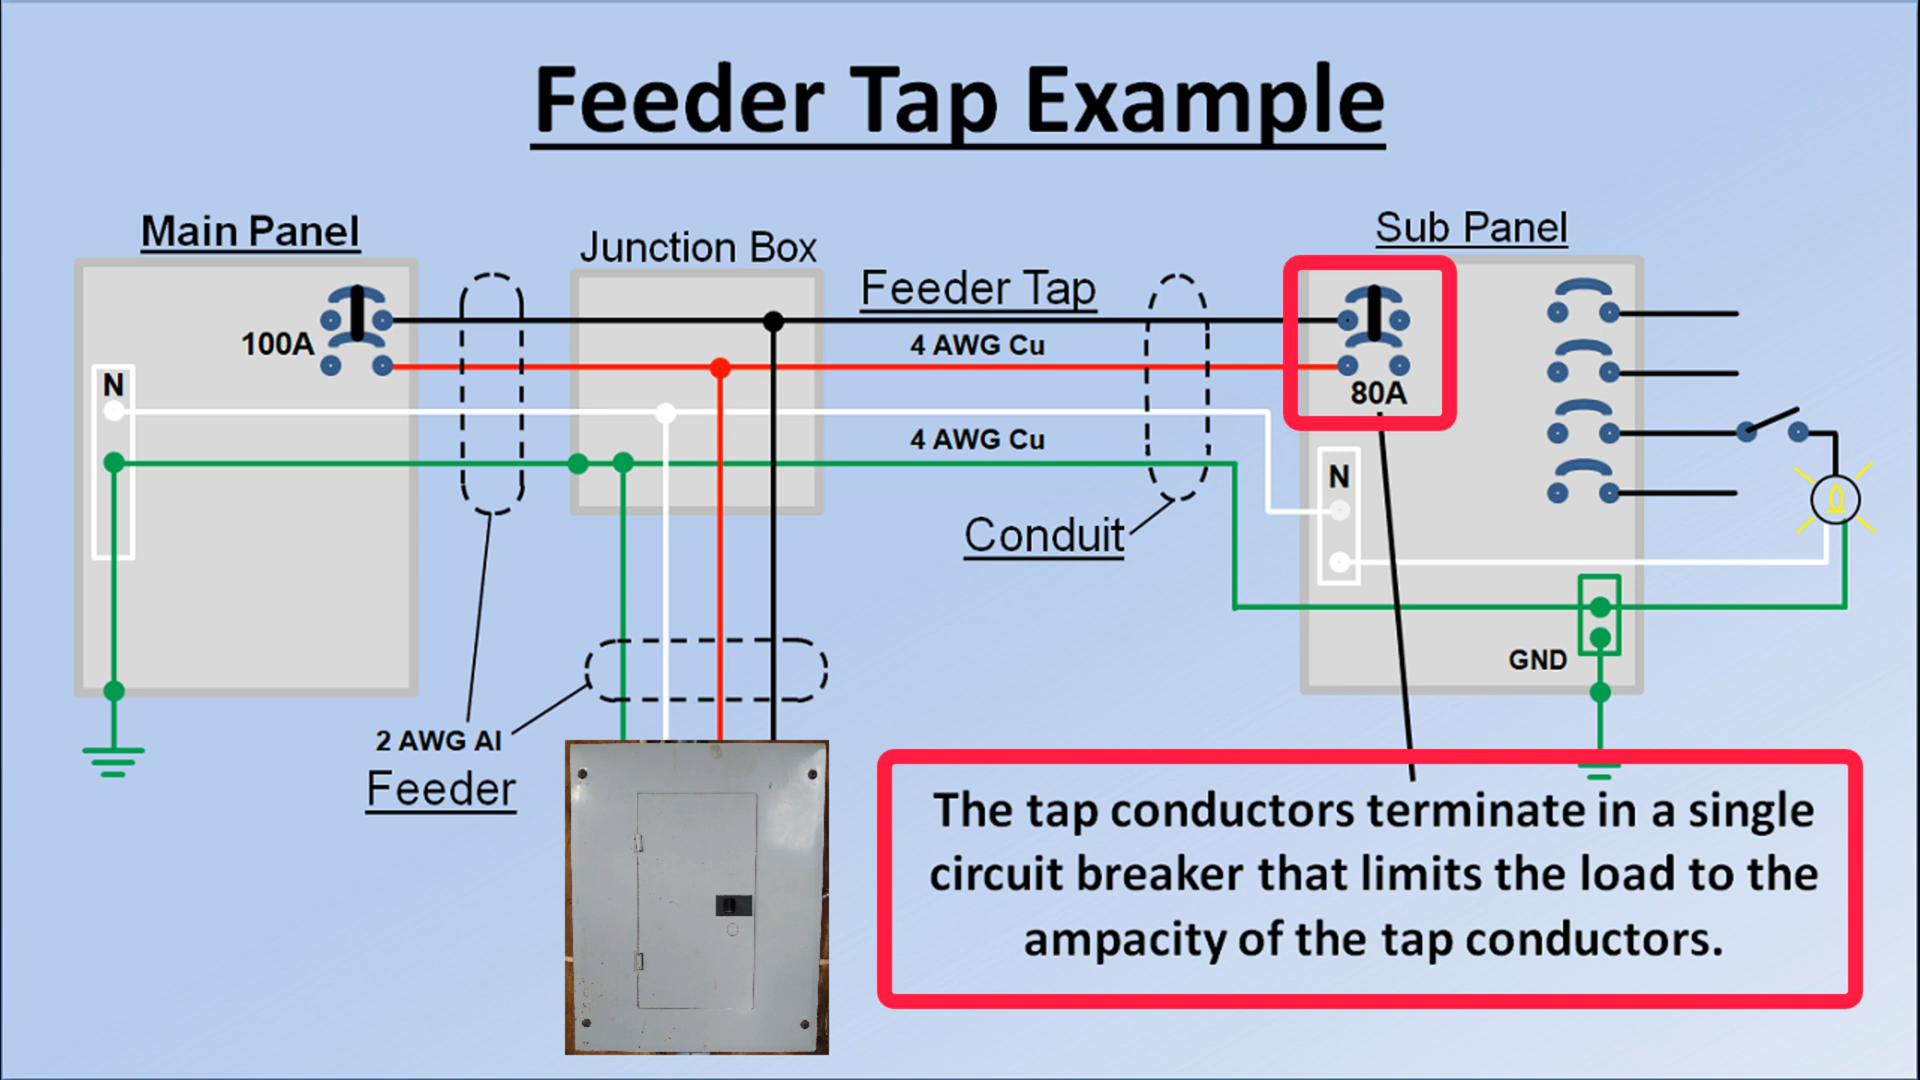 Feeder Tap Example
Main Panel
Junction Box
Sub Panel
Feeder Tap
100A
4 AWG Cu
80A
N
4 AWG Cu
N
Conduit
GND
2 AWG Al
Feeder
The tap conductors terminate in a single
circuit breaker that limits the load to the
ampacity of the tap conductors.